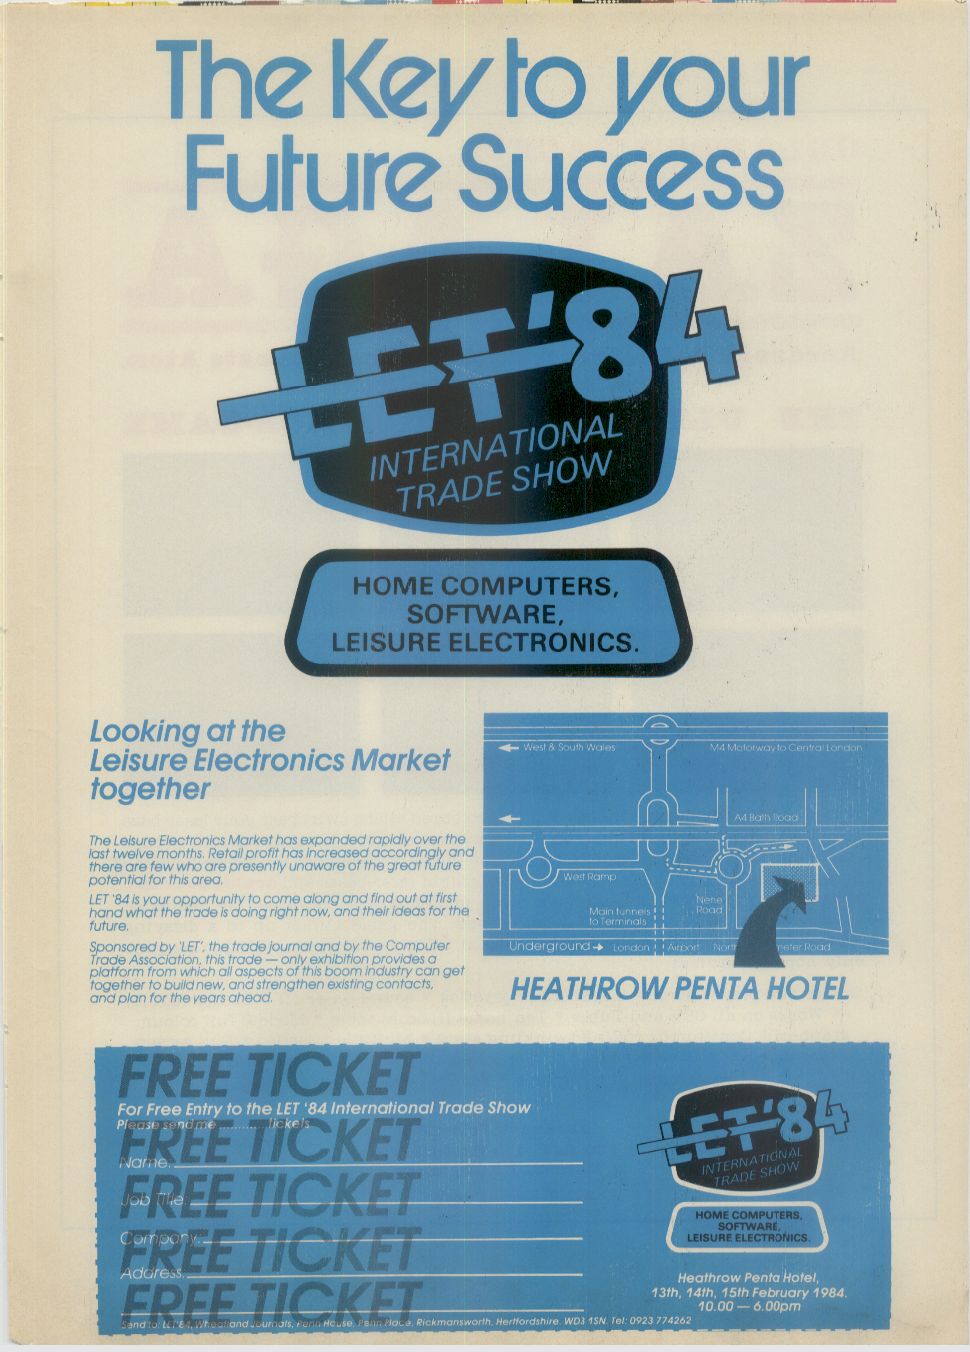 The Key to your
Future Success
LET '84
INTERNATIONAL
TRADE SHOW
HOME COMPUTERS,
SOFTWARE,
LEISURE ELECTRONICS.
Looking at the
Leisure Electronics Market
together
The Leisure Electronics Market has expanded rapidly over the
last twelve months. Retail profit has increased accordingly and
there are few who are presently unaware of the great future
potential for this area.
LET '84 is your opportunity to come along and find out at first
hand what the trade is doing right now, and their ideas for the
future.
Sponsored by 'LET', the trade journal and by the Computer
Trade Association, this trade — only exhibition provides a
platform from which all aspects of this boom industry can get
together to build new, and strengthen existing contacts,
and plan for the years ahead.
West & South Wales
M4 Motorway to Central London
A4 Bath Road
West Ramp
Nene
Road
Main tunnels
to Terminals
Underground
London Airport North meter Road
HEATHROW PENTA HOTEL
FREE TICKET
For Free Entry to the LET '84 International Trade Show
Please send me ............ tickets
FREE TICKET
Name:
FREE TICKET
Job Title:
Company:
FREE TICKET
Address:
FREE TICKET
Send to: LET'84, Wheatland Journals, Penn House, Penn Place, Rickmansworth, Hertfordshire. WD3 1SN. Tel: 0923 774262
LET '84
INTERNATIONAL
TRADE SHOW
HOME COMPUTERS,
SOFTWARE,
LEISURE ELECTRONICS.
Heathrow Penta Hotel,
13th, 14th, 15th February 1984.
10.00 — 6.00pm